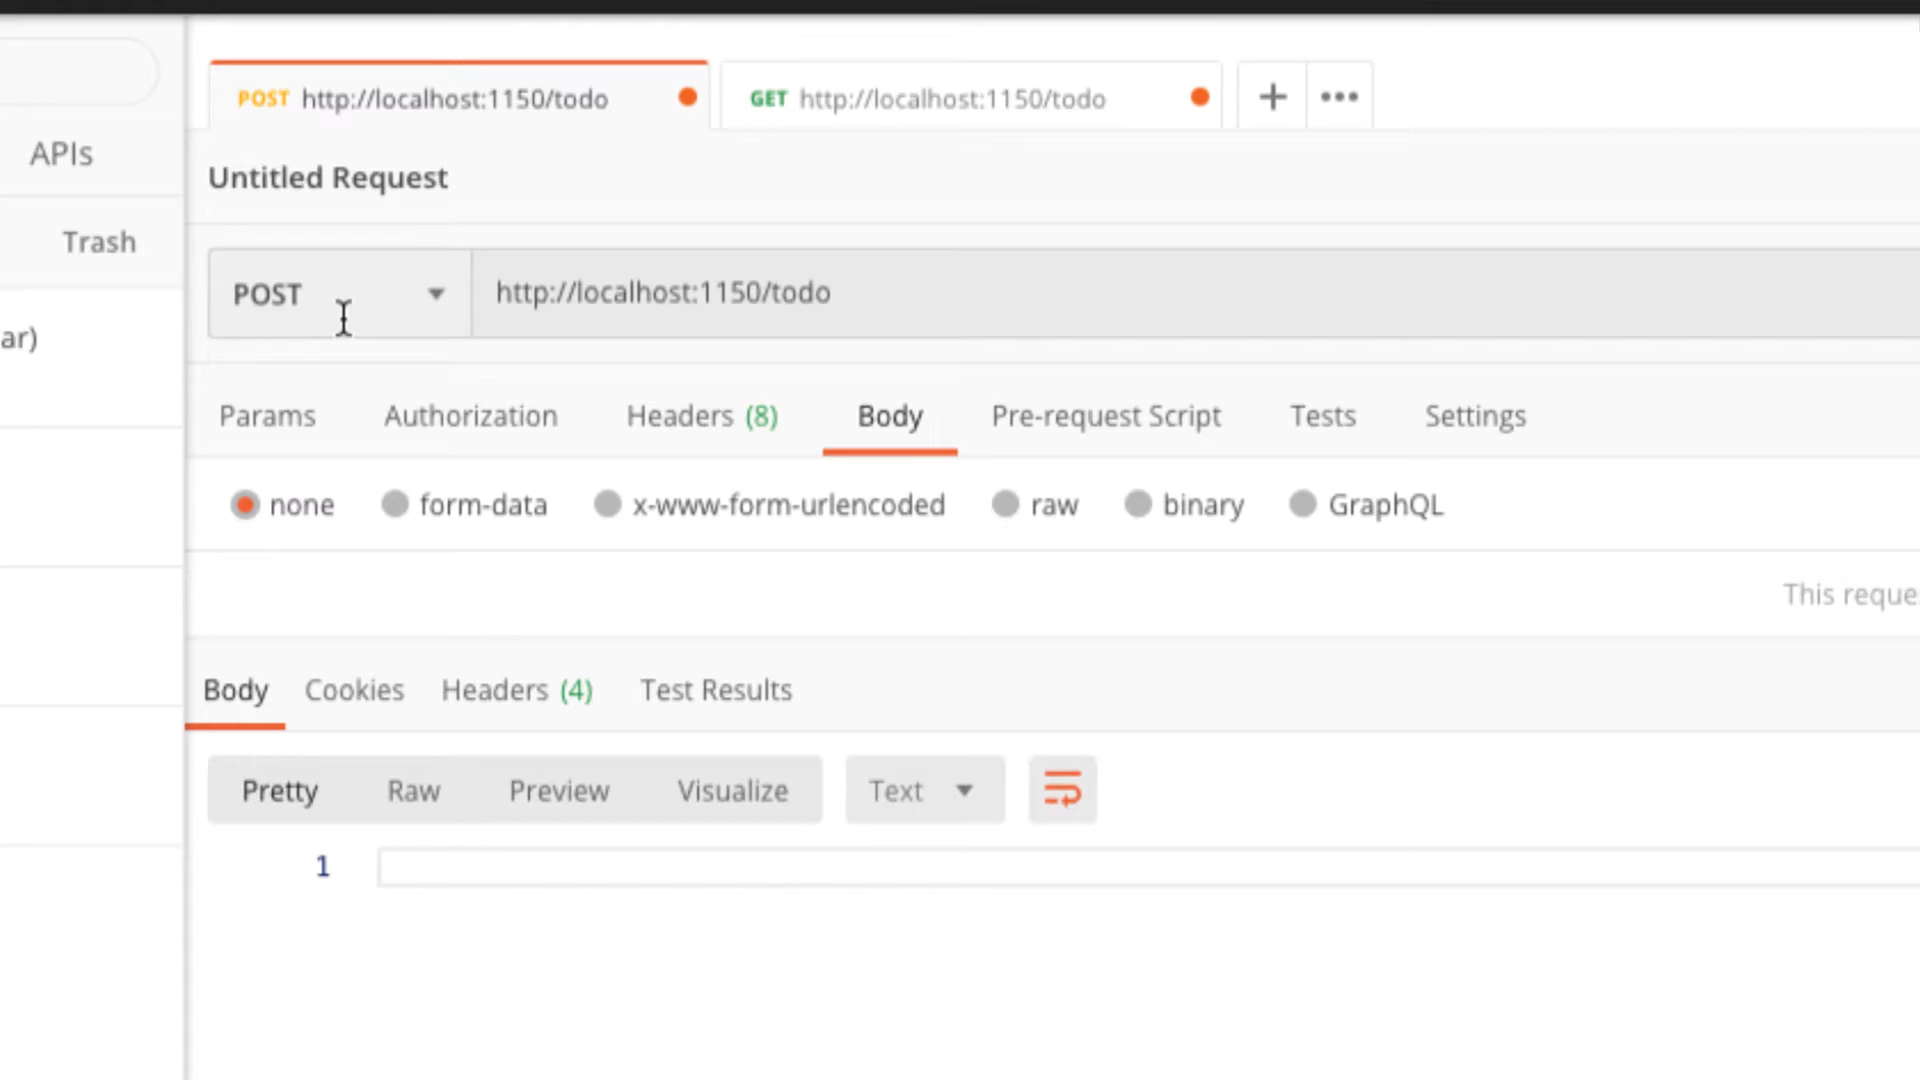 POST http://localhost:1150/todo GET http://localhost:1150/todo + •••
APIs
Untitled Request
Trash
POST http://localhost:1150/todo
ar)
Params Authorization Headers (8) Body Pre-request Script Tests Settings
none form-data x-www-form-urlencoded raw binary GraphQL
This reque
Body Cookies Headers (4) Test Results
Pretty Raw Preview Visualize Text
1